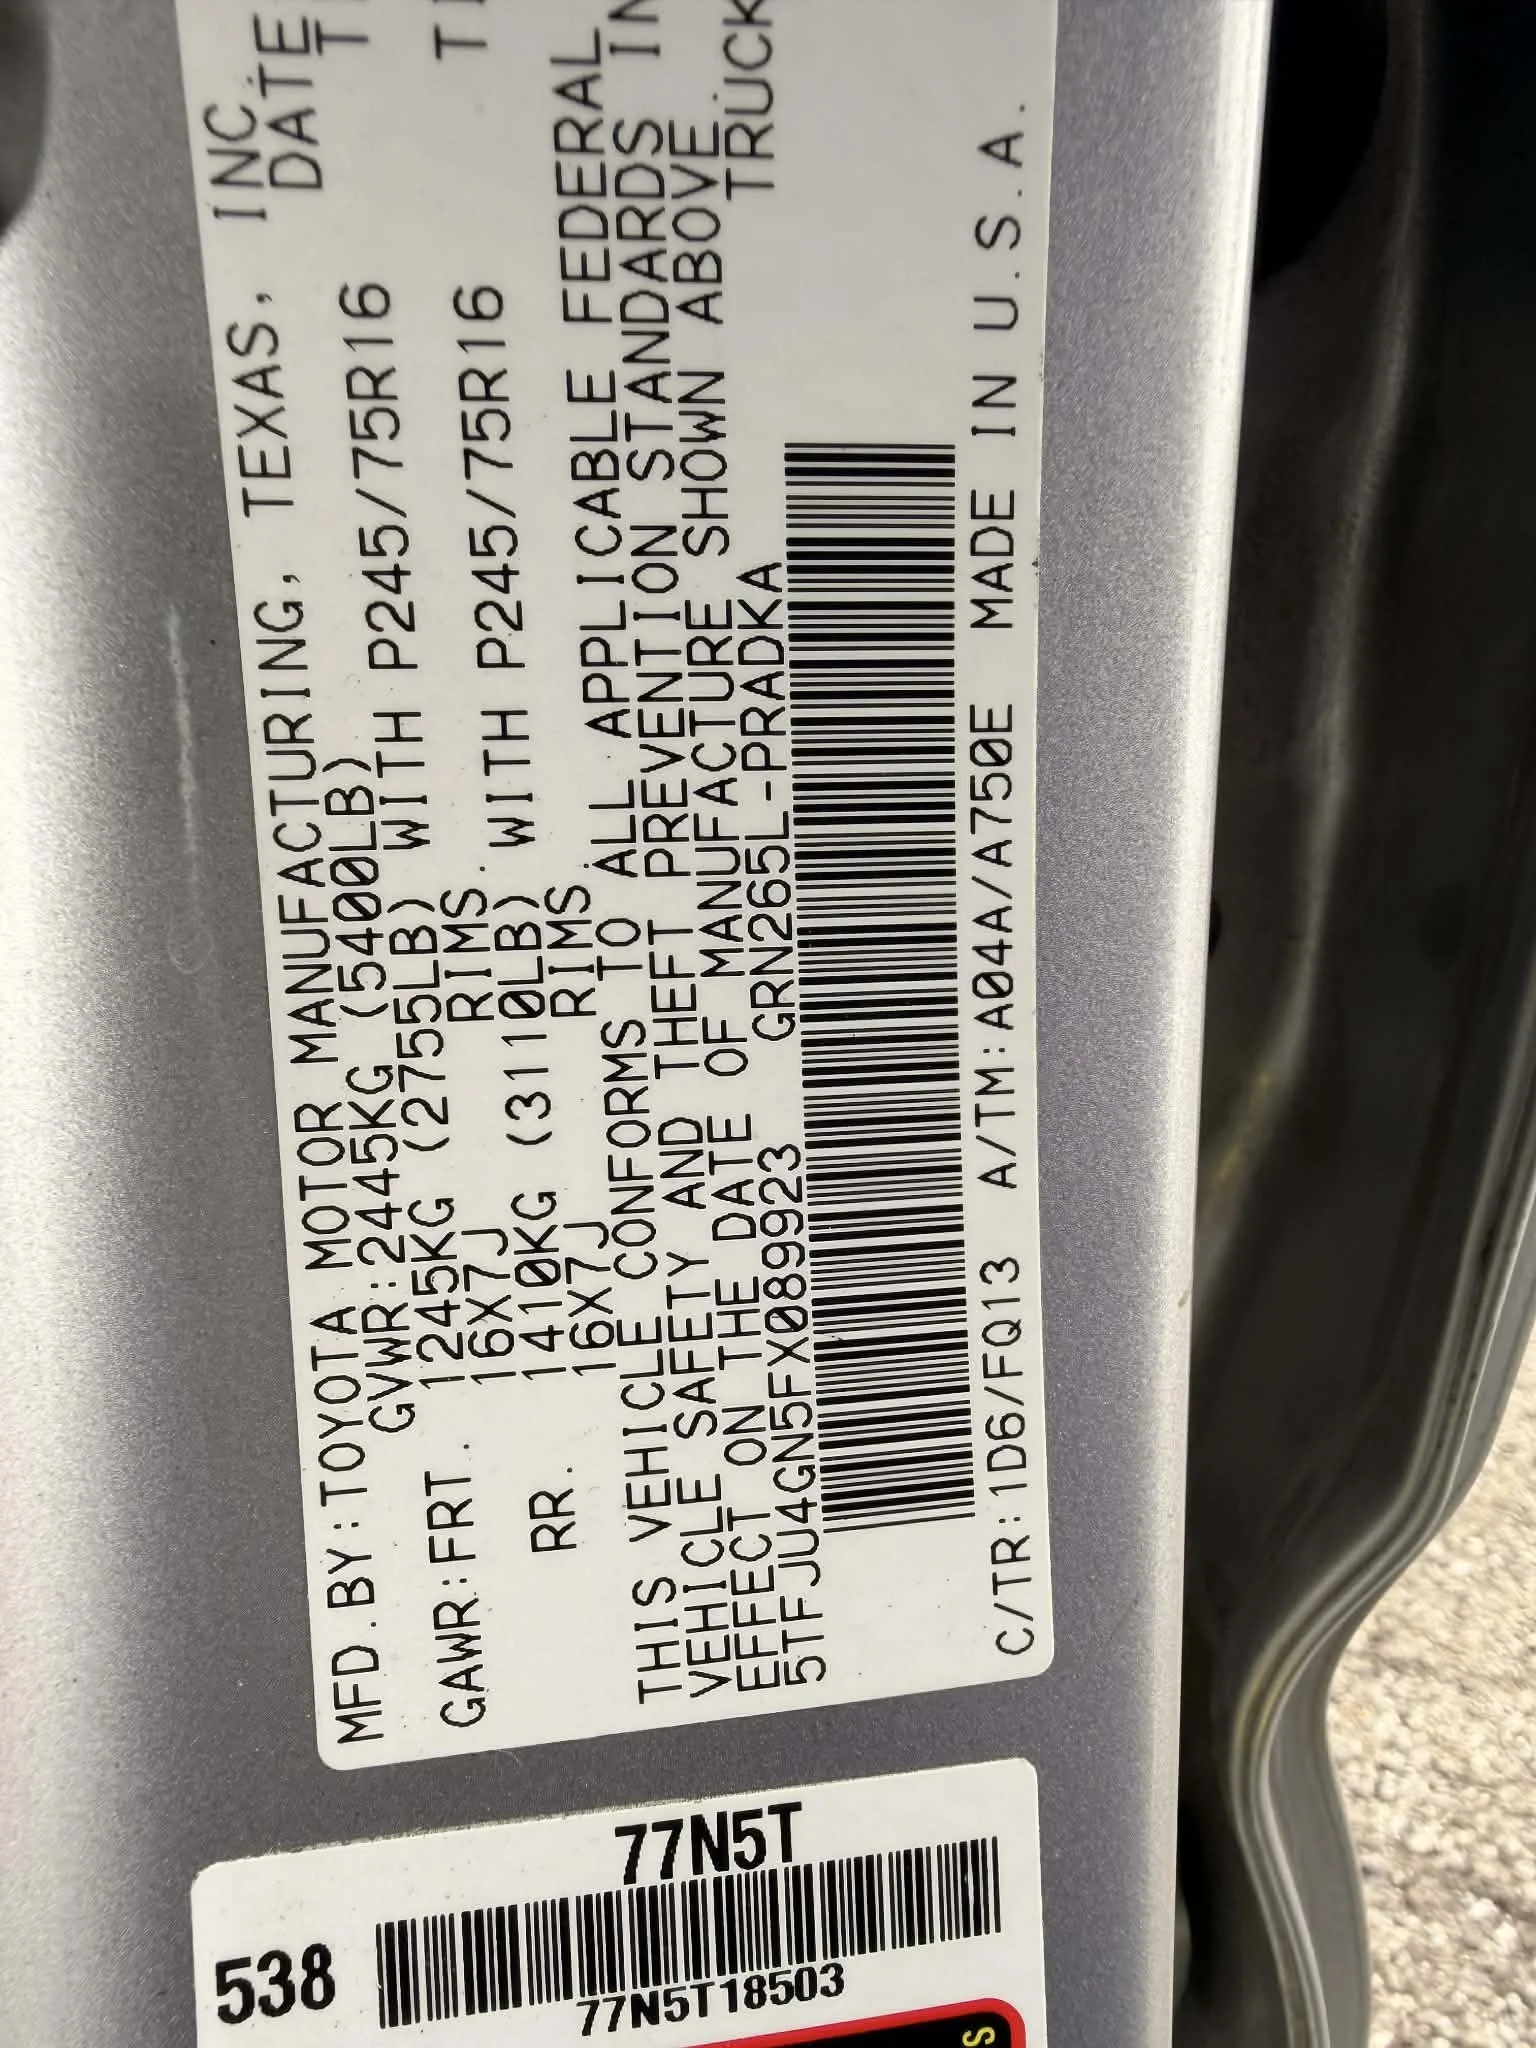 MFD.BY:TOYOTA MOTOR MANUFACTURING, TEXAS, INC
GVWR:2445KG (5400LB) DATE
GAWR:FRT. 1245KG (2755LB) WITH P245/75R16
16X7J RIMS.
RR. 1410KG (3110LB) WITH P245/75R16
16X7J RIMS.
THIS VEHICLE CONFORMS TO ALL APPLICABLE FEDERAL
VEHICLE SAFETY AND THEFT PREVENTION STANDARDS IN
EFFECT ON THE DATE OF MANUFACTURE SHOWN ABOVE.
5TFJU4GN5FX089923 GRN265L-PRADKA TRUCK
C/TR:1D6/FQ13 A/TM:A04A/A750E MADE IN U.S.A.
538 77N5T
77N5T18503